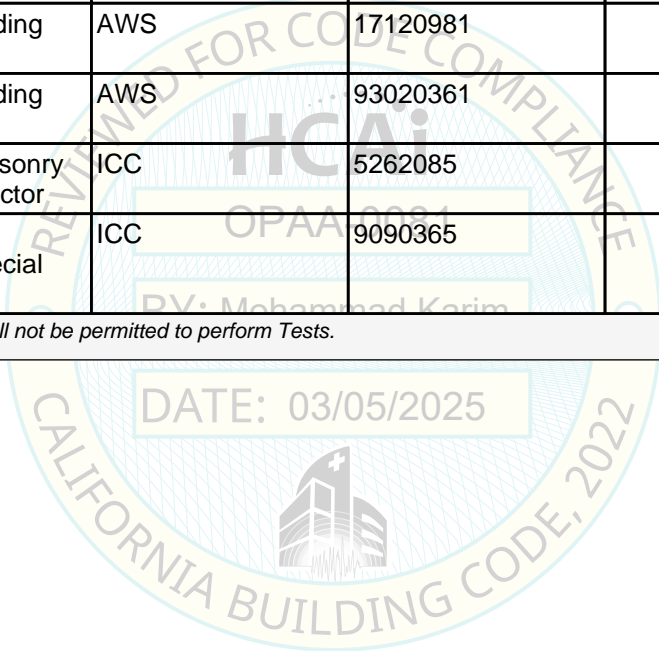 ding AWS 17120981
ding AWS 93020361
sonry ICC 5262085
ctor
ICC 9090365
ecial
ll not be permitted to perform Tests.
REVIEWED FOR CODE COMPLIANCE
HCAi
OPAA-0081
BY: Mohammad Karim
DATE: 03/05/2025
CALIFORNIA BUILDING CODE, 2022